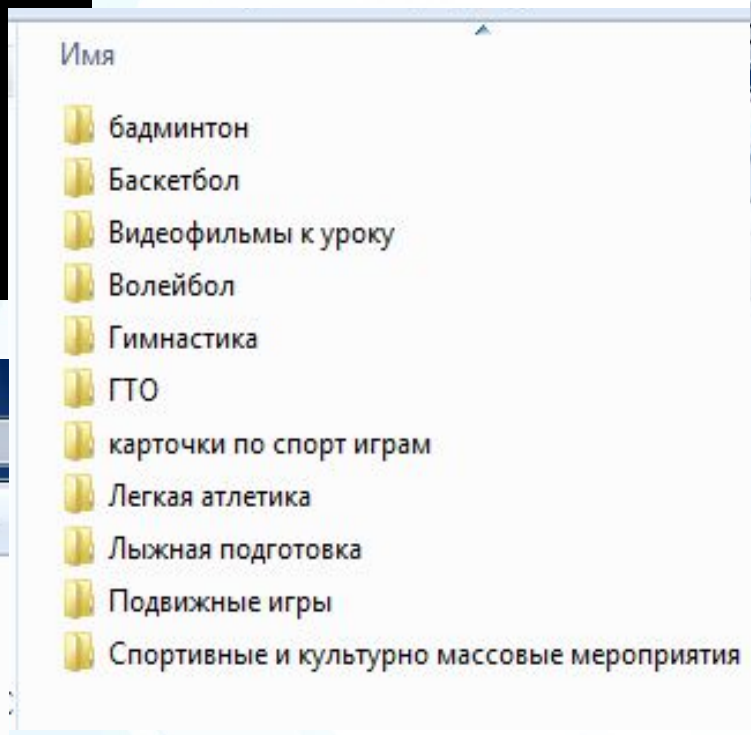 Имя
бадминтон
Баскетбол
Видеофильмы к уроку
Волейбол
Гимнастика
ГТО
карточки по спорт играм
Легкая атлетика
Лыжная подготовка
Подвижные игры
Спортивные и культурно массовые мероприятия